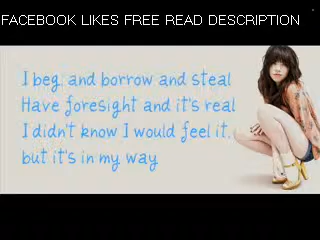 FACEBOOK LIKES FREE READ DESCRIPTION
I beg, and borrow and steal
Have foresight and it's real
I didn't know I would feel it,
but it's in my way